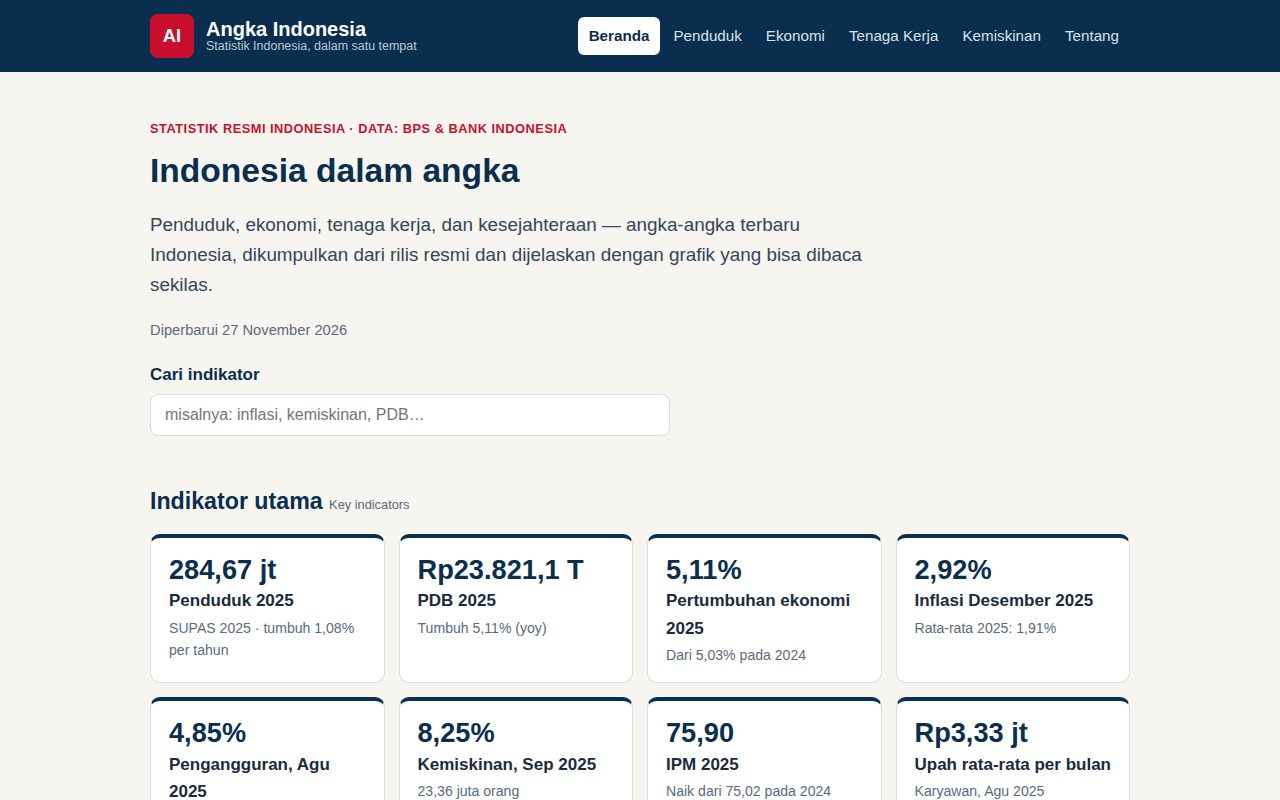 AI
Angka Indonesia
Statistik Indonesia, dalam satu tempat
Beranda
Penduduk
Ekonomi
Tenaga Kerja
Kemiskinan
Tentang
STATISTIK RESMI INDONESIA · DATA: BPS & BANK INDONESIA
Indonesia dalam angka
Penduduk, ekonomi, tenaga kerja, dan kesejahteraan — angka-angka terbaru
Indonesia, dikumpulkan dari rilis resmi dan dijelaskan dengan grafik yang bisa dibaca
sekilas.
Diperbarui 27 November 2026
Cari indikator
misalnya: inflasi, kemiskinan, PDB…
Indikator utama Key indicators
284,67 jt
Penduduk 2025
SUPAS 2025 · tumbuh 1,08%
per tahun
Rp23.821,1 T
PDB 2025
Tumbuh 5,11% (yoy)
5,11%
Pertumbuhan ekonomi
2025
Dari 5,03% pada 2024
2,92%
Inflasi Desember 2025
Rata-rata 2025: 1,91%
4,85%
Pengangguran, Agu
2025
8,25%
Kemiskinan, Sep 2025
23,36 juta orang
75,90
IPM 2025
Naik dari 75,02 pada 2024
Rp3,33 jt
Upah rata-rata per bulan
Karyawan, Agu 2025